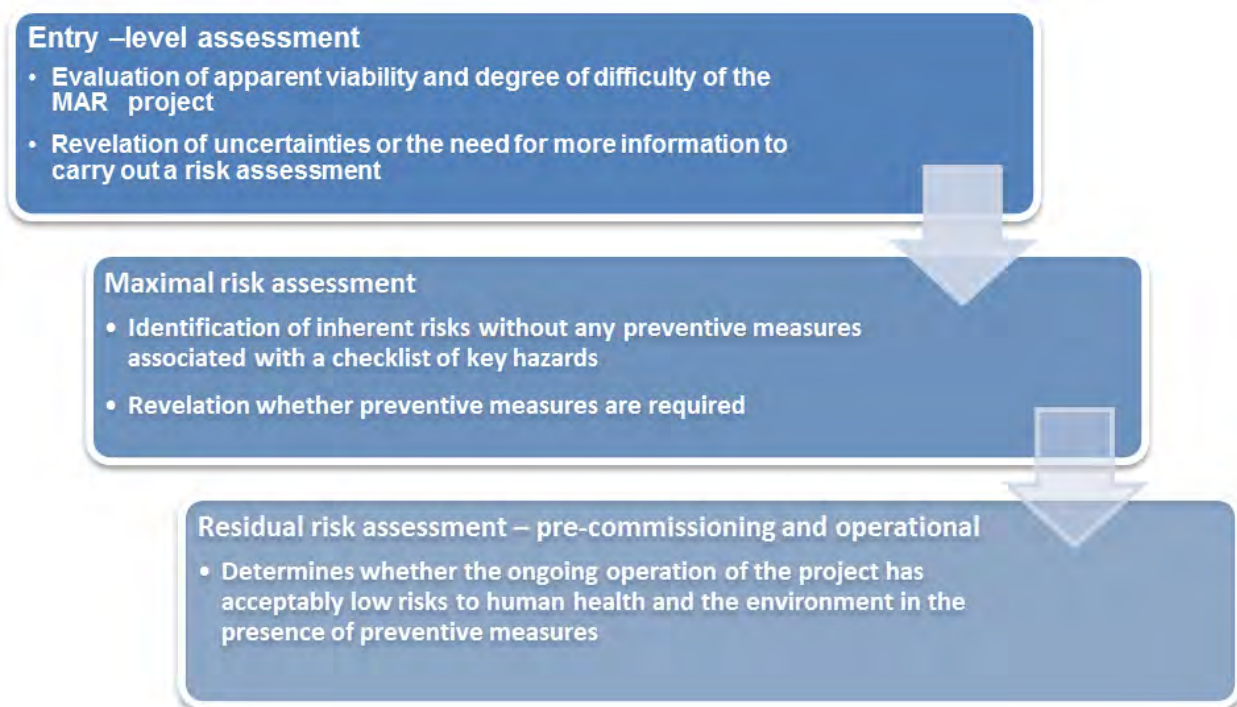 Entry –level assessment
• Evaluation of apparent viability and degree of difficulty of the
MAR project
• Revelation of uncertainties or the need for more information to
carry out a risk assessment
Maximal risk assessment
• Identification of inherent risks without any preventive measures
associated with a checklist of key hazards
• Revelation whether preventive measures are required
Residual risk assessment – pre-commissioning and operational
• Determines whether the ongoing operation of the project has
acceptably low risks to human health and the environment in the
presence of preventive measures